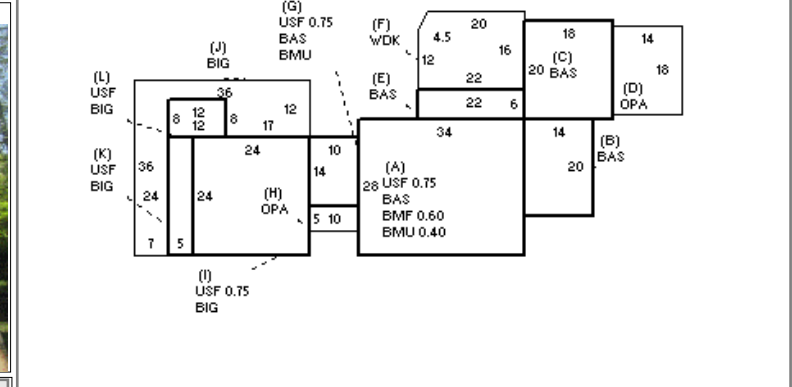 (G)
USF 0.75
BAS
BMU
(F)
WDK
20
4.5
16
12
22
18
(C)
BAS
20
14
18
(D)
OPA
(J)
BIG
(L)
USF
BIG
36
12
8
12
12
8
17
(E)
BAS
22
6
34
14
(B)
BAS
20
(K)
USF
BIG
36
24
24
24
10
14
(H)
OPA
5
10
7
5
28
(A)
USF 0.75
BAS
BMF 0.60
BMU 0.40
(I)
USF 0.75
BIG